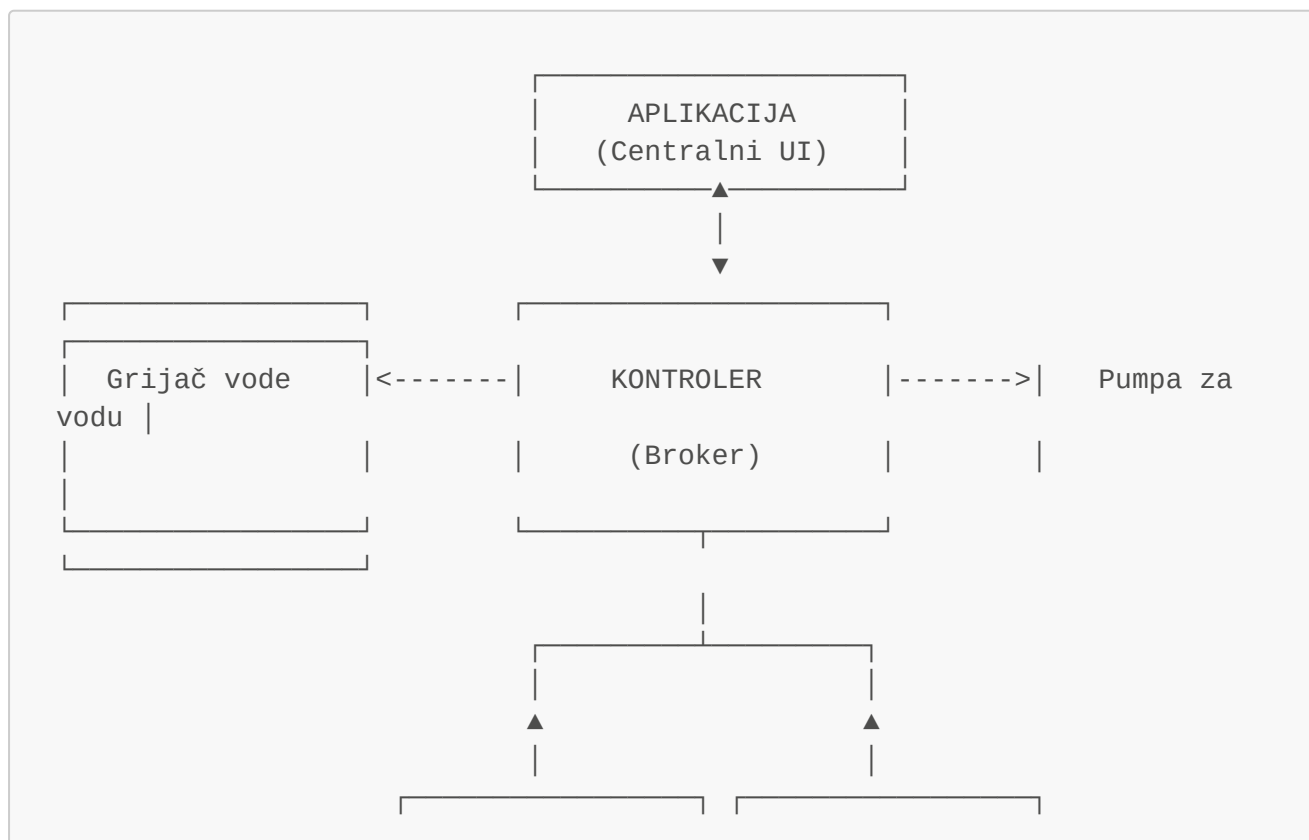 APLIKACIJA
(Centralni UI)
Grijač vode <-------| KONTROLER |-------> Pumpa za
vodu
(Broker)